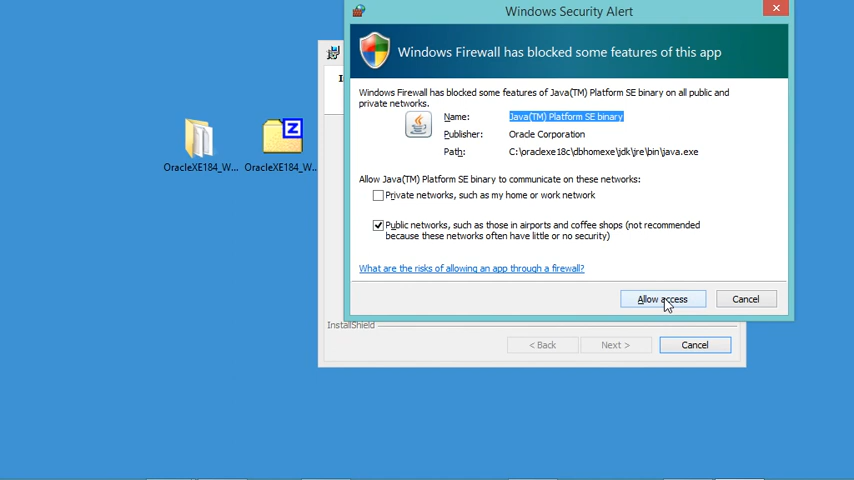 Windows Security Alert
Windows Firewall has blocked some features of this app
Windows Firewall has blocked some features of Java(TM) Platform SE binary on all public and
private networks.
Name: Java(TM) Platform SE binary
Publisher: Oracle Corporation
Path: C:\oraclexe18c\dbhomexe\jdk\jre\bin\java.exe
Allow Java(TM) Platform SE binary to communicate on these networks:
Private networks, such as my home or work network
Public networks, such as those in airports and coffee shops (not recommended
because these networks often have little or no security)
What are the risks of allowing an app through a firewall?
Allow access Cancel
OracleXE184_W... OracleXE184_W...
InstallShield
< Back Next > Cancel